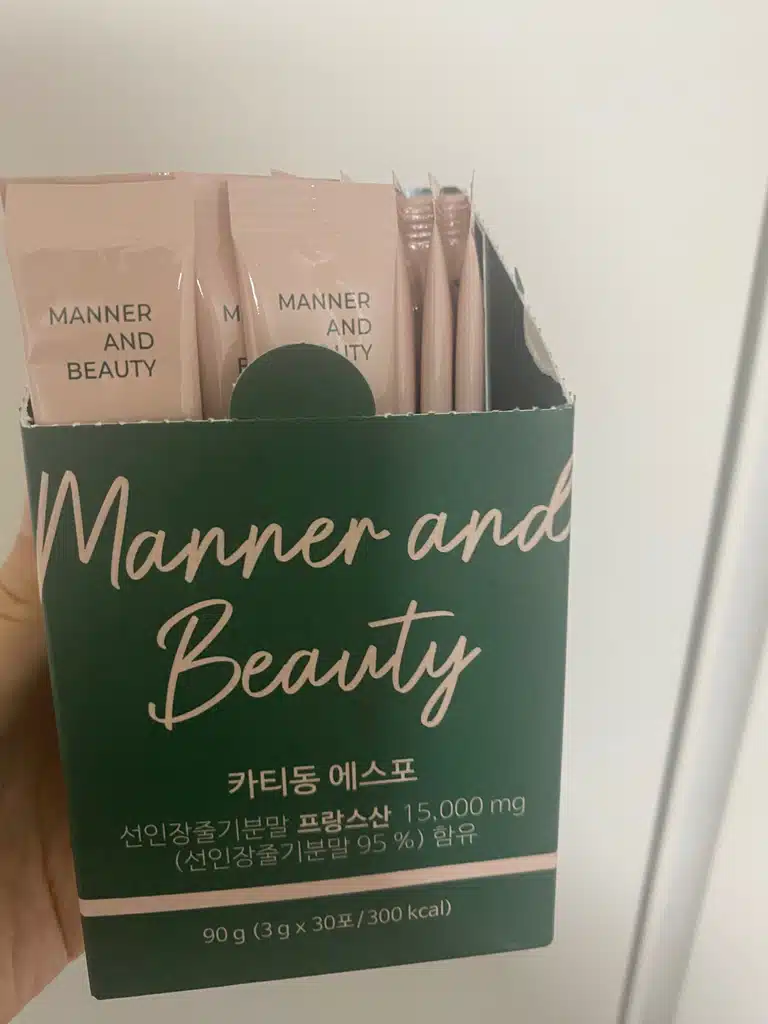 MANNER
AND
BEAUTY
M
MANNER
AND
Manner and
Beauty
카티동 에스포
선인장줄기분말 프랑스산 15,000 mg
(선인장줄기분말 95 %) 함유
90 g (3 g x 30포/300 kcal)